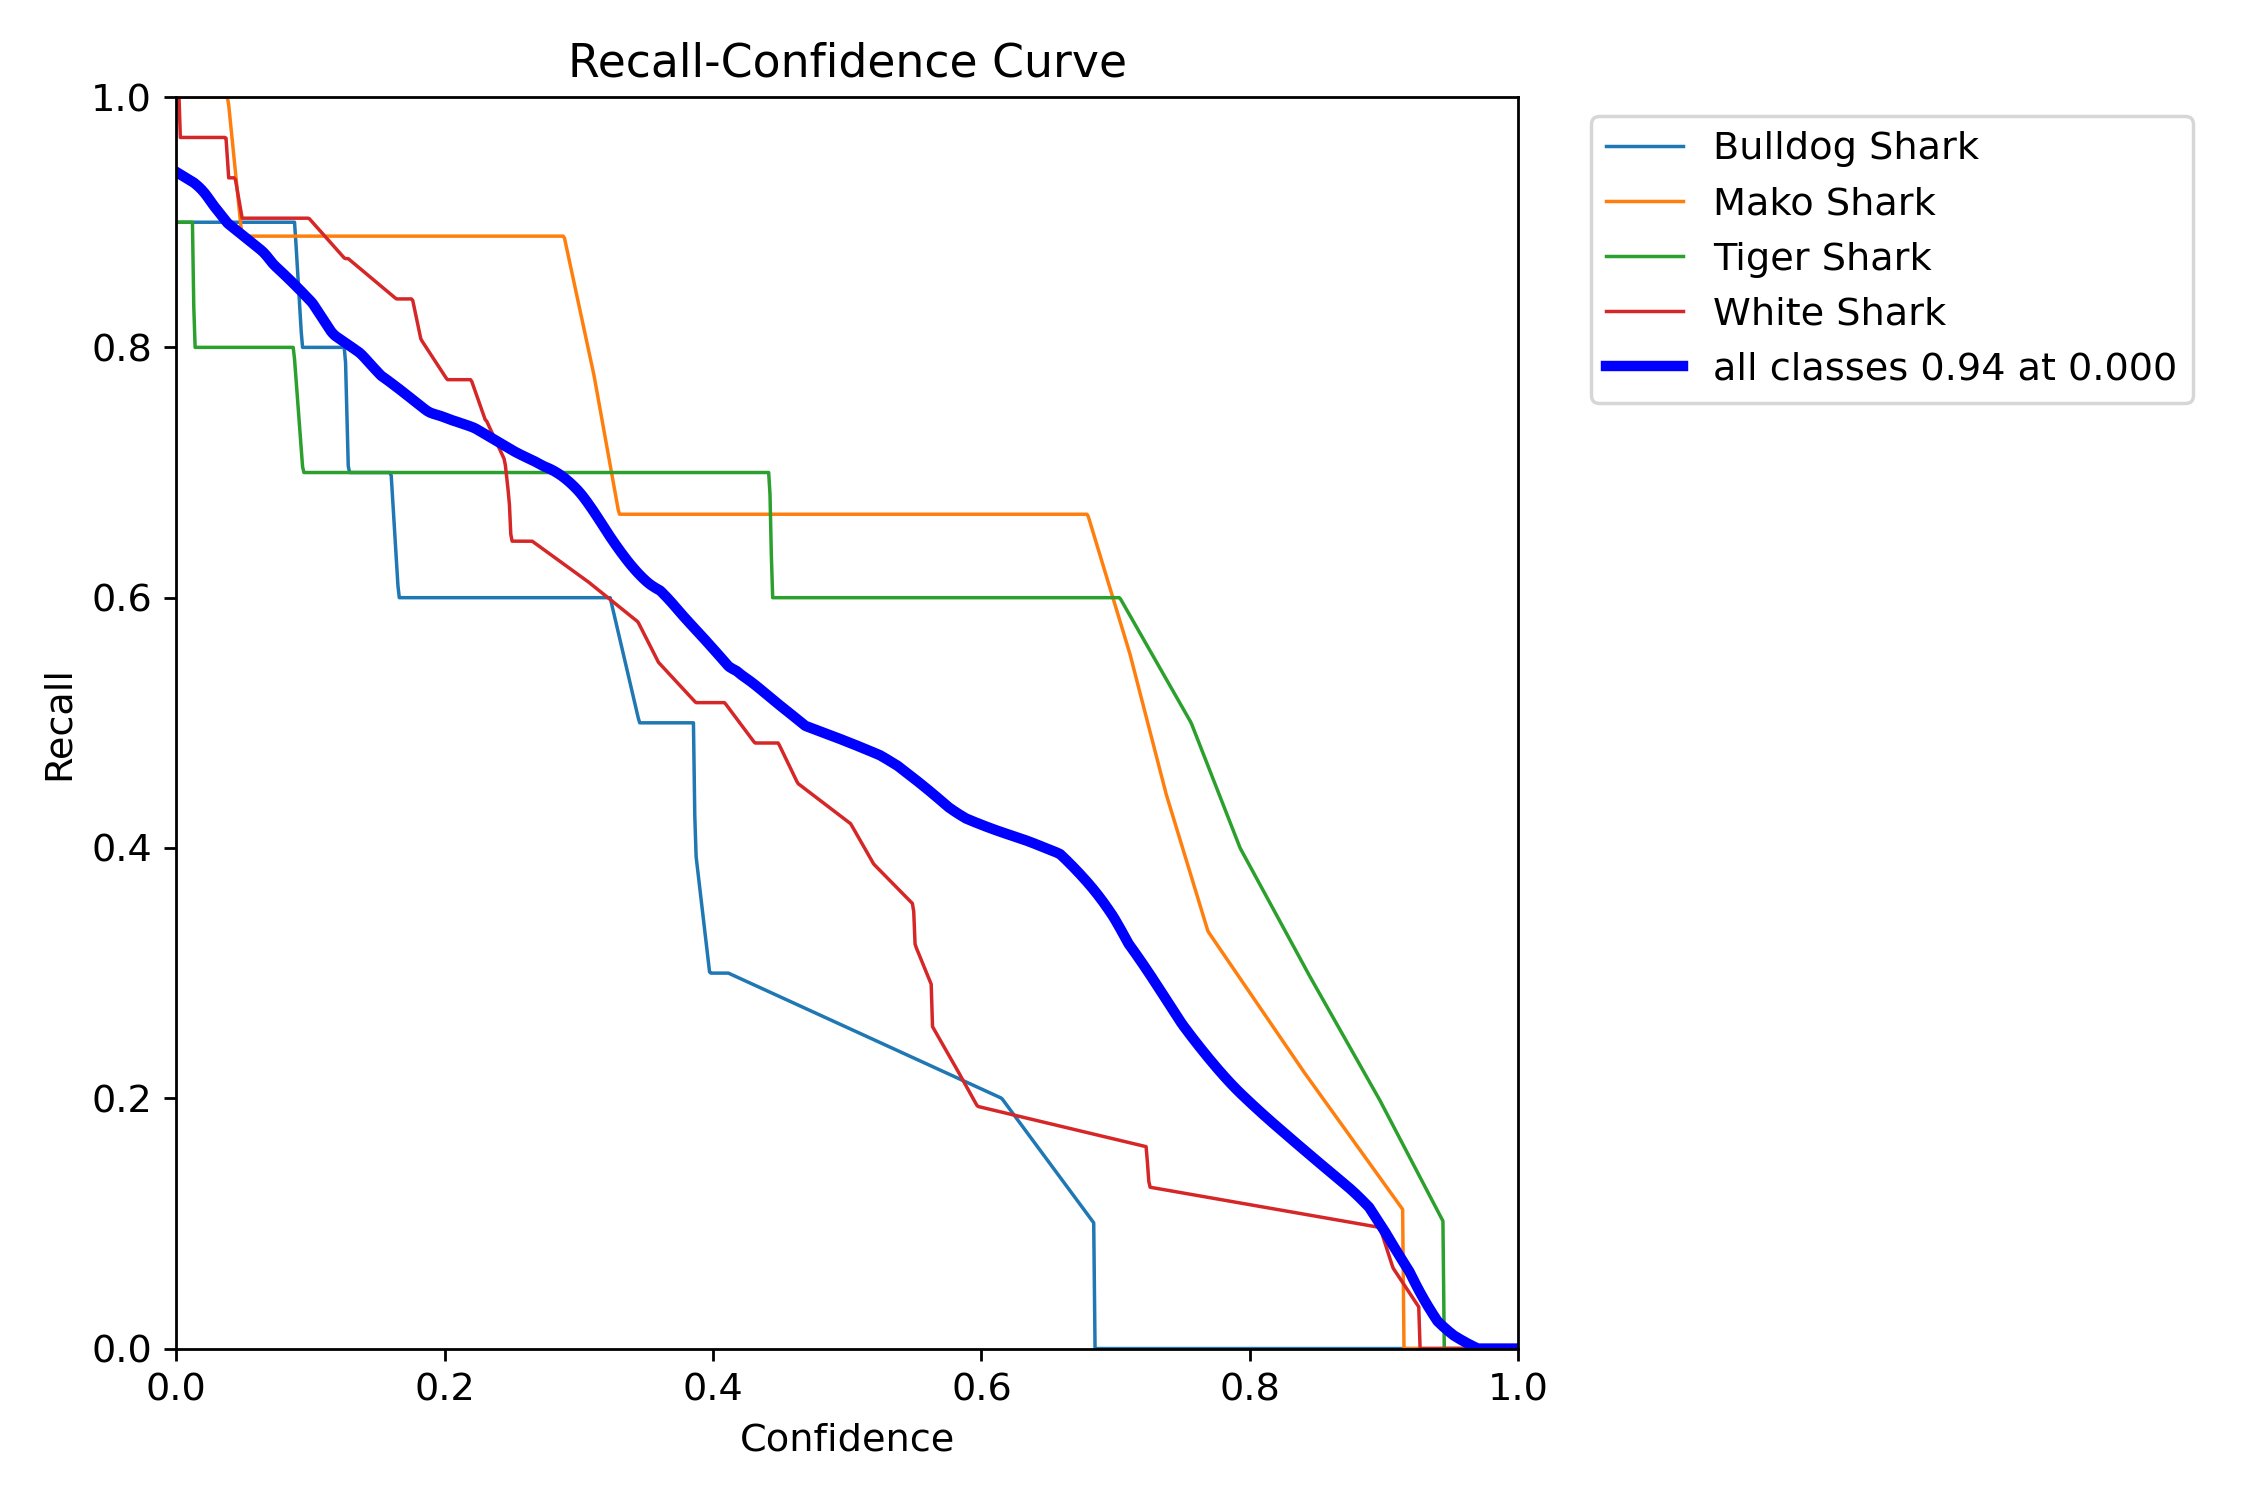 Recall-Confidence Curve
1.0
0.8
0.6
0.4
0.2
0.0
Recall
0.0 0.2 0.4 0.6 0.8 1.0
Confidence
Bulldog Shark
Mako Shark
Tiger Shark
White Shark
all classes 0.94 at 0.000